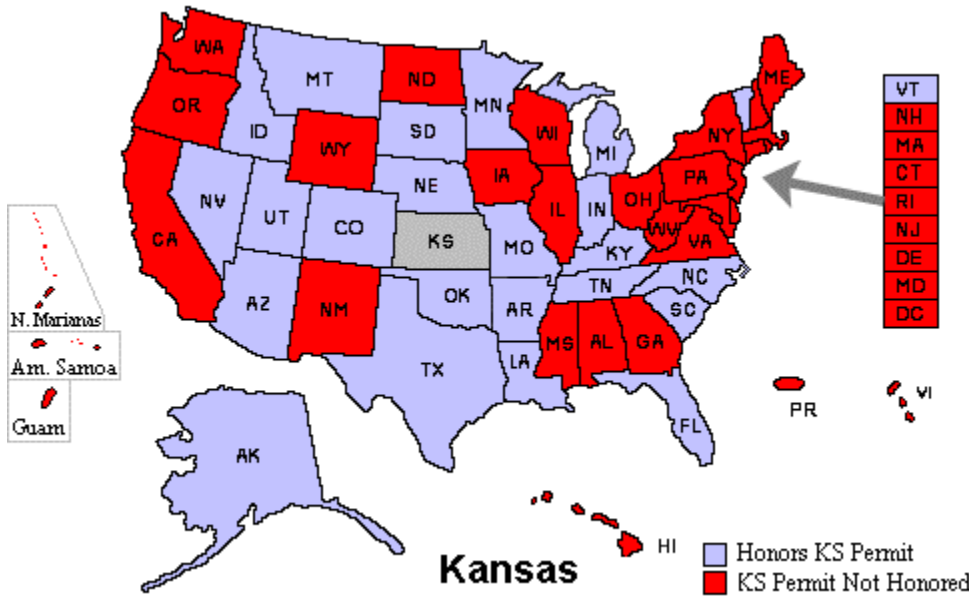 WA
MT
ND
MN
ME
OR
ID
SD
WI
MI
NY
WY
IA
PA
NV
NE
IL
IN
OH
UT
CO
KS
MO
WV
VA
CA
KY
NC
AZ
NM
OK
AR
TN
SC
TX
LA
MS
AL
GA
FL
VT
NH
MA
CT
RI
NJ
DE
MD
DC
N. Marianas
Am. Samoa
Guam
PR
VI
AK
HI
Kansas
Honors KS Permit
KS Permit Not Honored